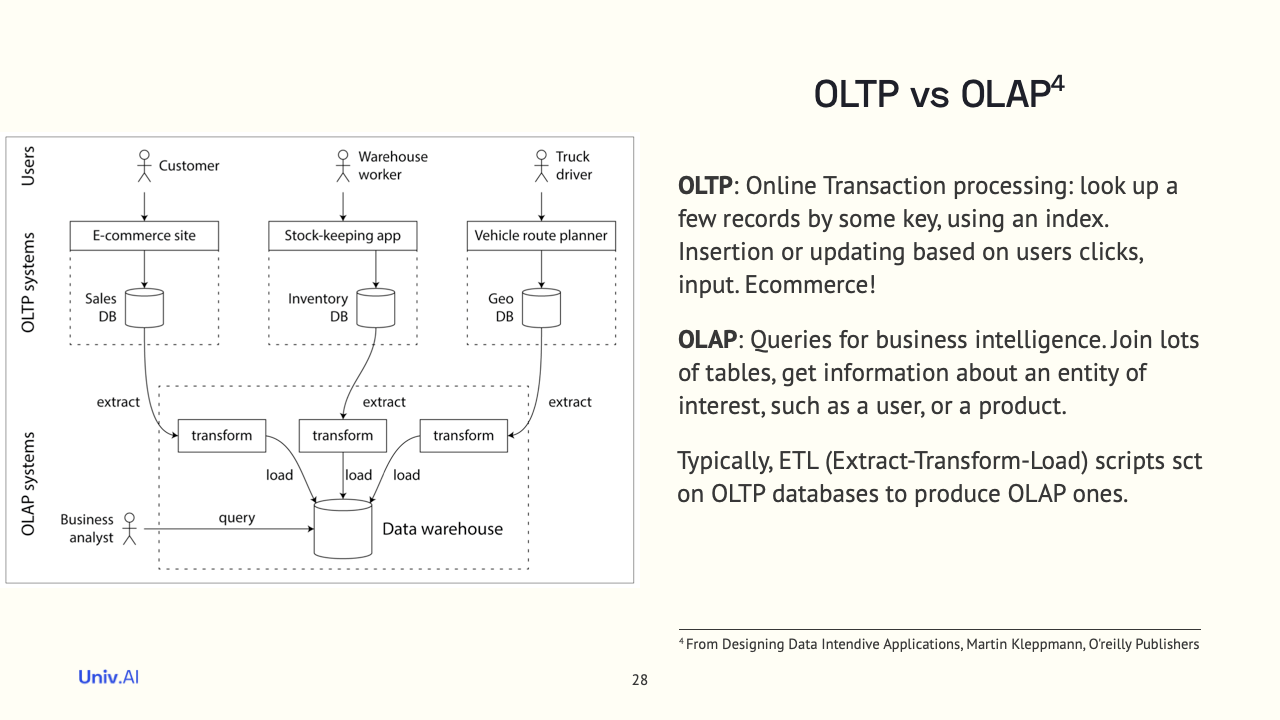 OLTP vs OLAP4
Users
Customer
Warehouse
worker
Truck
driver
OLTP systems
E-commerce site
Stock-keeping app
Vehicle route planner
Sales
DB
Inventory
DB
Geo
DB
extract
extract
extract
OLAP systems
transform
transform
transform
load
load
load
Business
analyst
query
Data warehouse
OLTP: Online Transaction processing: look up a
few records by some key, using an index.
Insertion or updating based on users clicks,
input. Ecommerce!
OLAP: Queries for business intelligence. Join lots
of tables, get information about an entity of
interest, such as a user, or a product.
Typically, ETL (Extract-Transform-Load) scripts sct
on OLTP databases to produce OLAP ones.
4 From Designing Data Intendive Applications, Martin Kleppmann, O'reilly Publishers
Univ.AI
28